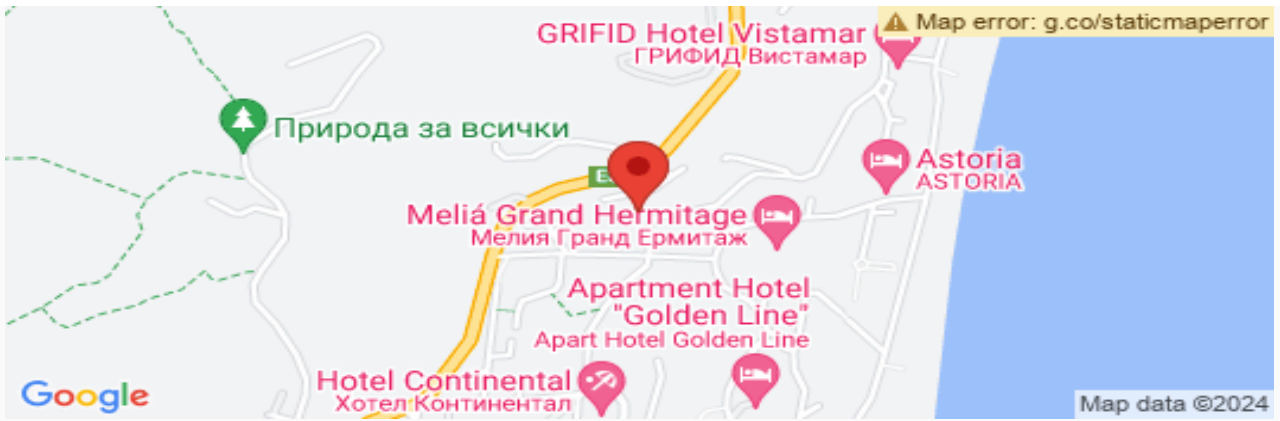 Map error: g.co/staticmaperror
GRIFID Hotel Vistamar
ГРИФИД Вистамар
Природа за всички
Astoria
ASTORIA
Meliá Grand Hermitage
Мелия Гранд Ермитаж
Apartment Hotel
"Golden Line"
Apart Hotel Golden Line
Hotel Continental
Хотел Континентал
Google
Map data ©2024